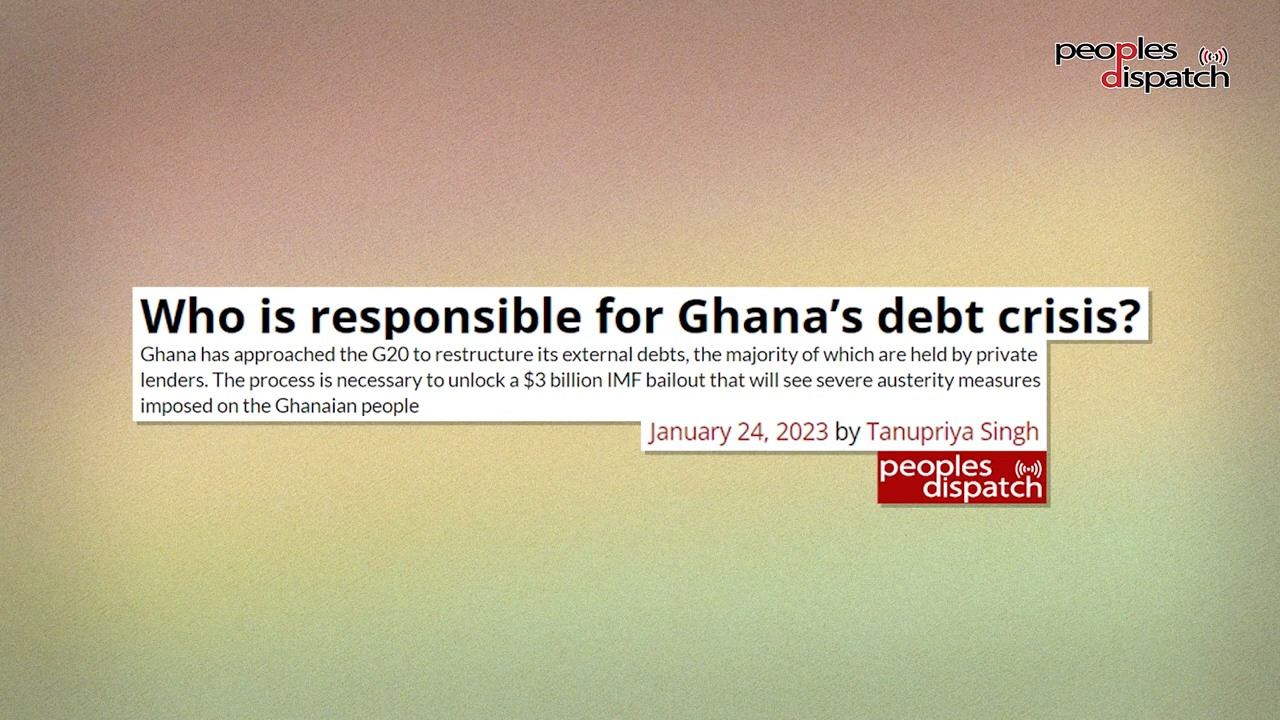 peoples
dispatch
Who is responsible for Ghana’s debt crisis?
Ghana has approached the G20 to restructure its external debts, the majority of which are held by private
lenders. The process is necessary to unlock a $3 billion IMF bailout that will see severe austerity measures
imposed on the Ghanaian people
January 24, 2023 by Tanupriya Singh
peoples
dispatch